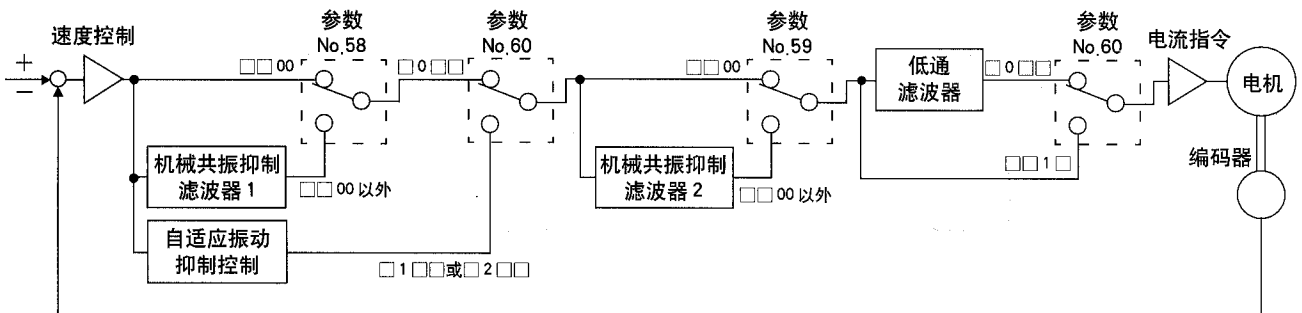 速度控制
+
−
参数
No.58
□□00
机械共振抑制
滤波器1
□□00以外
自适应振动
抑制控制
参数
No.60
□0□□
□1□□或□2□□
参数
No.59
□□00
机械共振抑制
滤波器2
□□00以外
低通
滤波器
参数
No.60
□0□□
□□1□
电流指令
电机
编码器